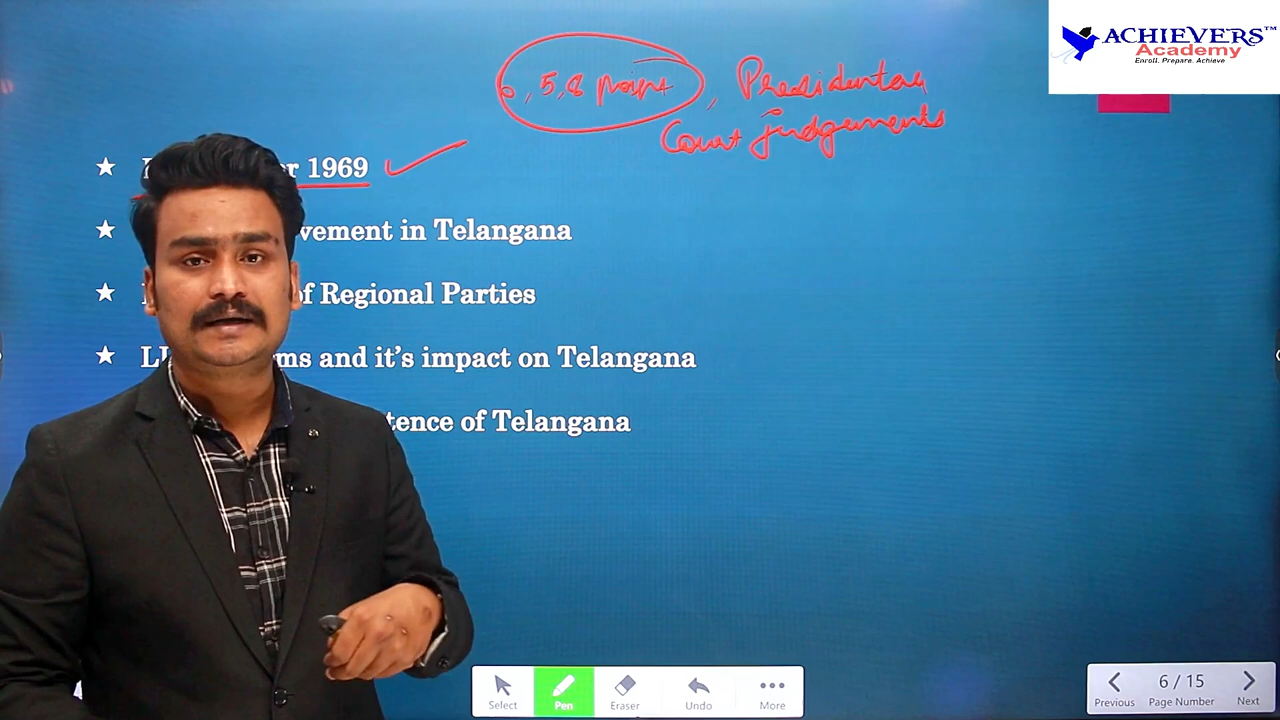 ACHIEVERS™
Academy
Enroll. Prepare. Achieve
6, 5, 8 point, Presidential
Court judgements
★ er 1969 ✓
★ vement in Telangana
★ of Regional Parties
★ ms and it's impact on Telangana
★ tence of Telangana
Select Pen Eraser Undo More
Previous 6 / 15 Page Number Next